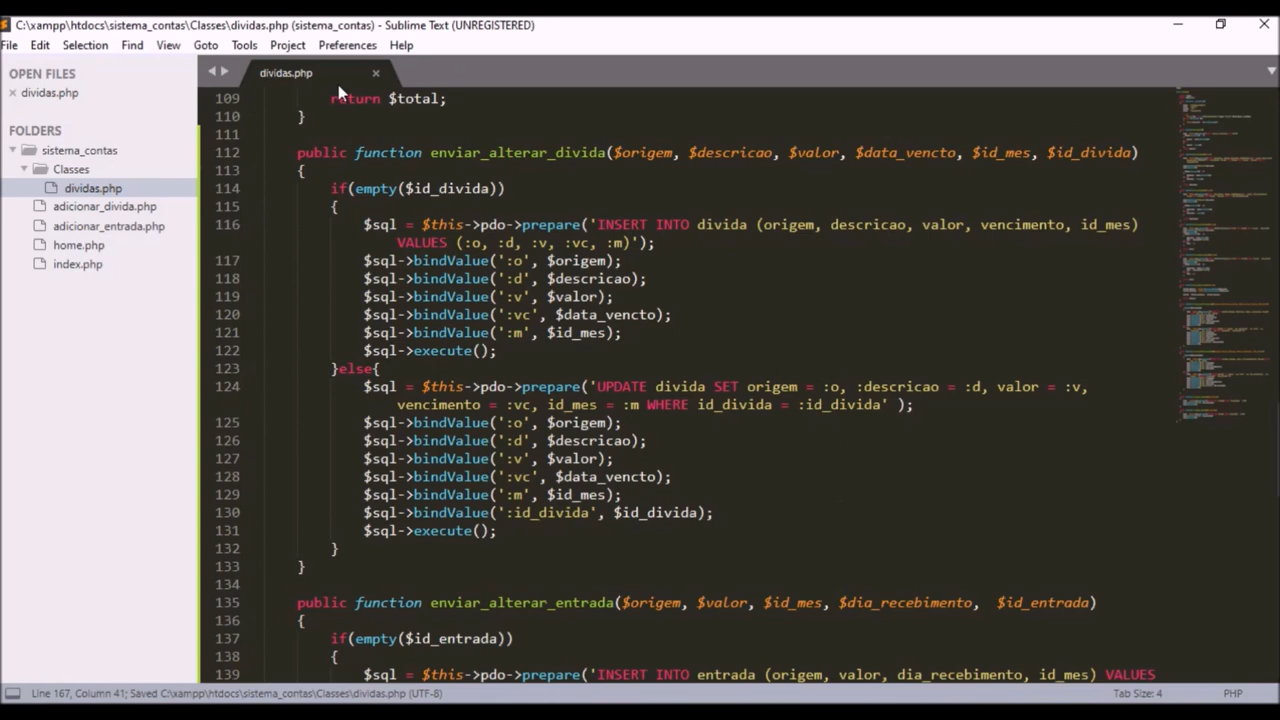 C:\xampp\htdocs\sistema_contas\Classes\dividas.php (sistema_contas) - Sublime Text (UNREGISTERED)
File Edit Selection Find View Goto Tools Project Preferences Help
OPEN FILES
dividas.php
FOLDERS
sistema_contas
Classes
dividas.php
adicionar_divida.php
adicionar_entrada.php
home.php
index.php
dividas.php
109 return $total;
110 }
111
112 public function enviar_alterar_divida($origem, $descricao, $valor, $data_vencto, $id_mes, $id_divida)
113 {
114 if(empty($id_divida))
115 {
116 $sql = $this->pdo->prepare('INSERT INTO divida (origem, descricao, valor, vencimento, id_mes)
VALUES (:o, :d, :v, :vc, :m)');
117 $sql->bindValue(':o', $origem);
118 $sql->bindValue(':d', $descricao);
119 $sql->bindValue(':v', $valor);
120 $sql->bindValue(':vc', $data_vencto);
121 $sql->bindValue(':m', $id_mes);
122 $sql->execute();
123 }else{
124 $sql = $this->pdo->prepare('UPDATE divida SET origem = :o, :descricao = :d, valor = :v,
vencimento = :vc, id_mes = :m WHERE id_divida = :id_divida' );
125 $sql->bindValue(':o', $origem);
126 $sql->bindValue(':d', $descricao);
127 $sql->bindValue(':v', $valor);
128 $sql->bindValue(':vc', $data_vencto);
129 $sql->bindValue(':m', $id_mes);
130 $sql->bindValue(':id_divida', $id_divida);
131 $sql->execute();
132 }
133 }
134
135 public function enviar_alterar_entrada($origem, $valor, $id_mes, $dia_recebimento, $id_entrada)
136 {
137 if(empty($id_entrada))
138 {
139 $sql = $this->pdo->prepare('INSERT INTO entrada (origem, valor, dia_recebimento, id_mes) VALUES
Line 167, Column 41; Saved C:\xampp\htdocs\sistema_contas\Classes\dividas.php (UTF-8)
Tab Size: 4
PHP